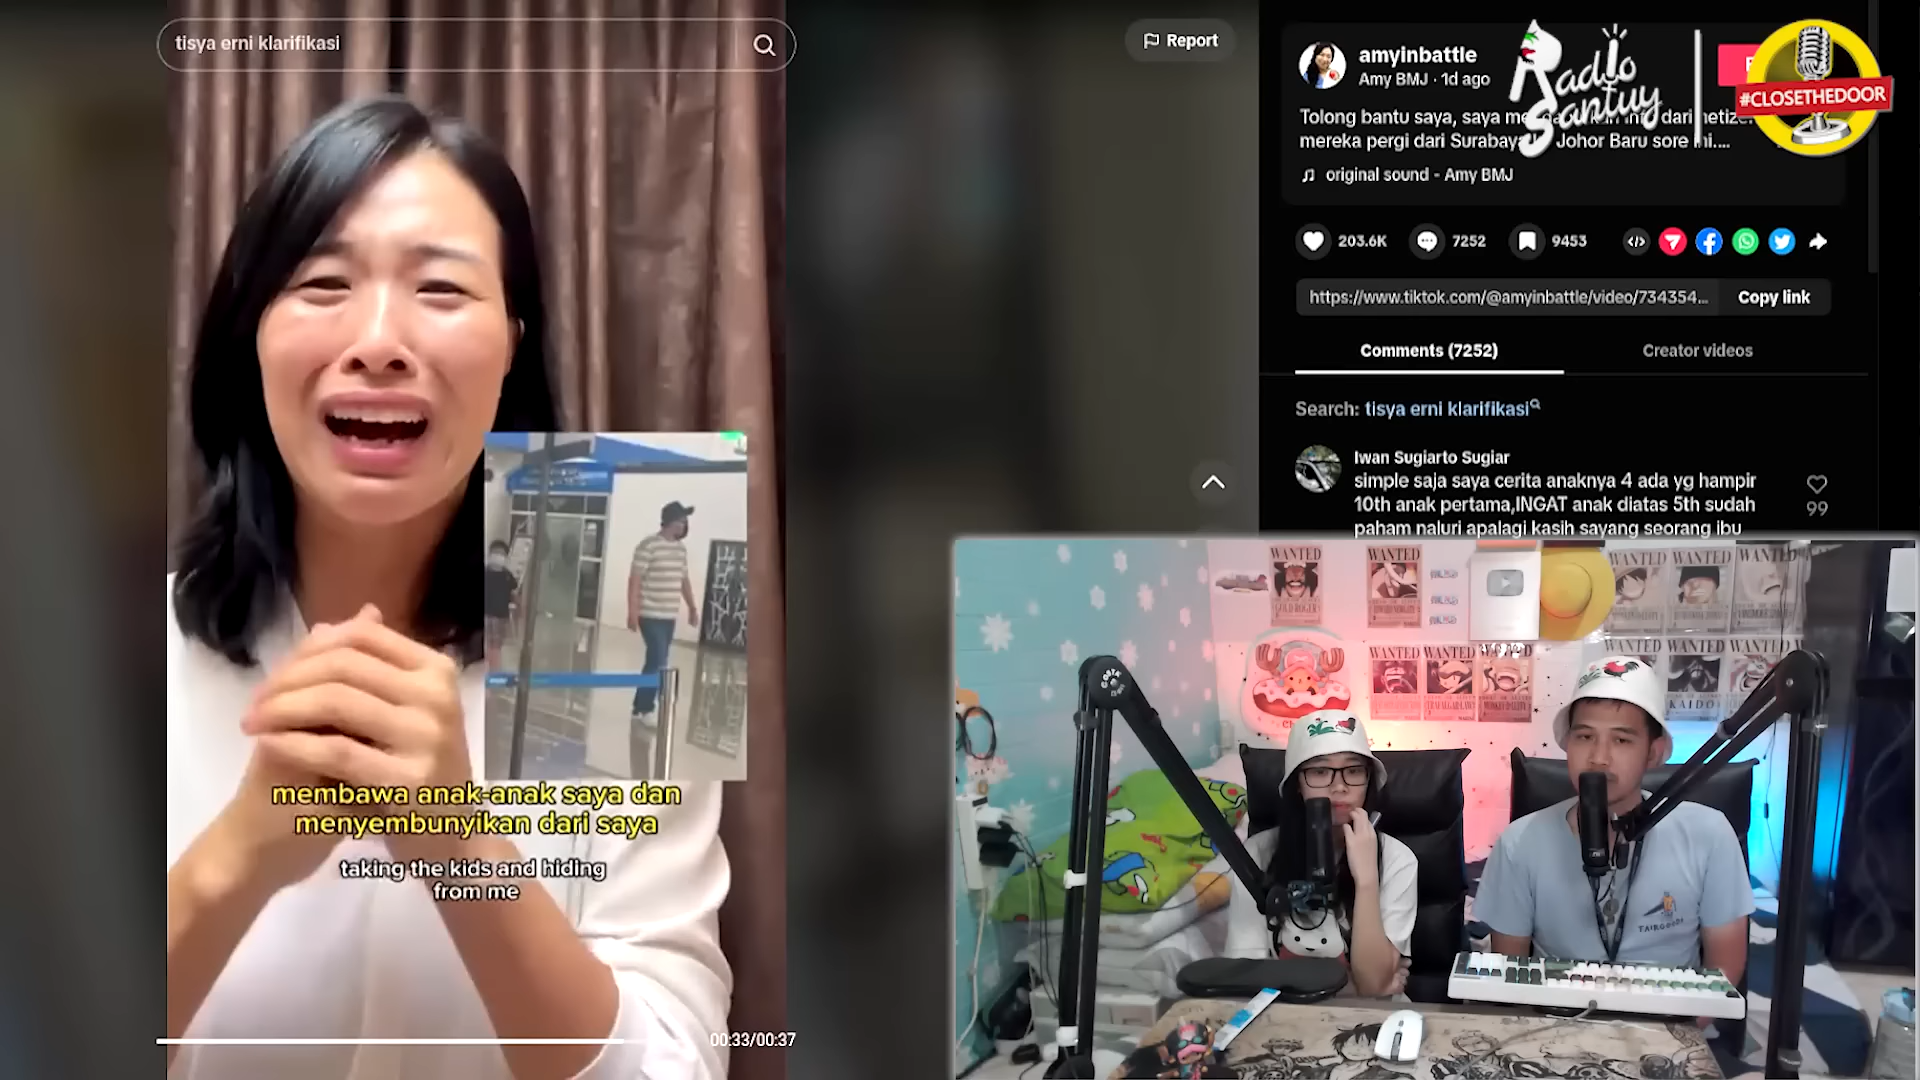 tisya erni klarifikasi
Report
amyinbattle
Amy BMJ · 1d ago
Radio
Santuy
#CLOSETHEDOOR
Tolong bantu saya, saya
mereka pergi dari Surabaya Johor Baru sore ini....
original sound - Amy BMJ
203.6K
7252
9453
https://www.tiktok.com/@amyinbattle/video/734354...
Copy link
Comments (7252)
Creator videos
Search: tisya erni klarifikasi
Iwan Sugiarto Sugiar
simple saja saya cerita anaknya 4 ada yg hampir
10th anak pertama,INGAT anak diatas 5th sudah
paham naluri apalagi kasih sayang seorang ibu
99
membawa anak-anak saya dan
menyembunyikan dari saya
taking the kids and hiding
from me
00:33/00:37
WANTED
WANTED
WANTED
WANTED
WANTED
GOLD ROGER
WANTED
WANTED
WANTED
WANTED
WANTED
WANTED
KAIDO
TAIRGOODS